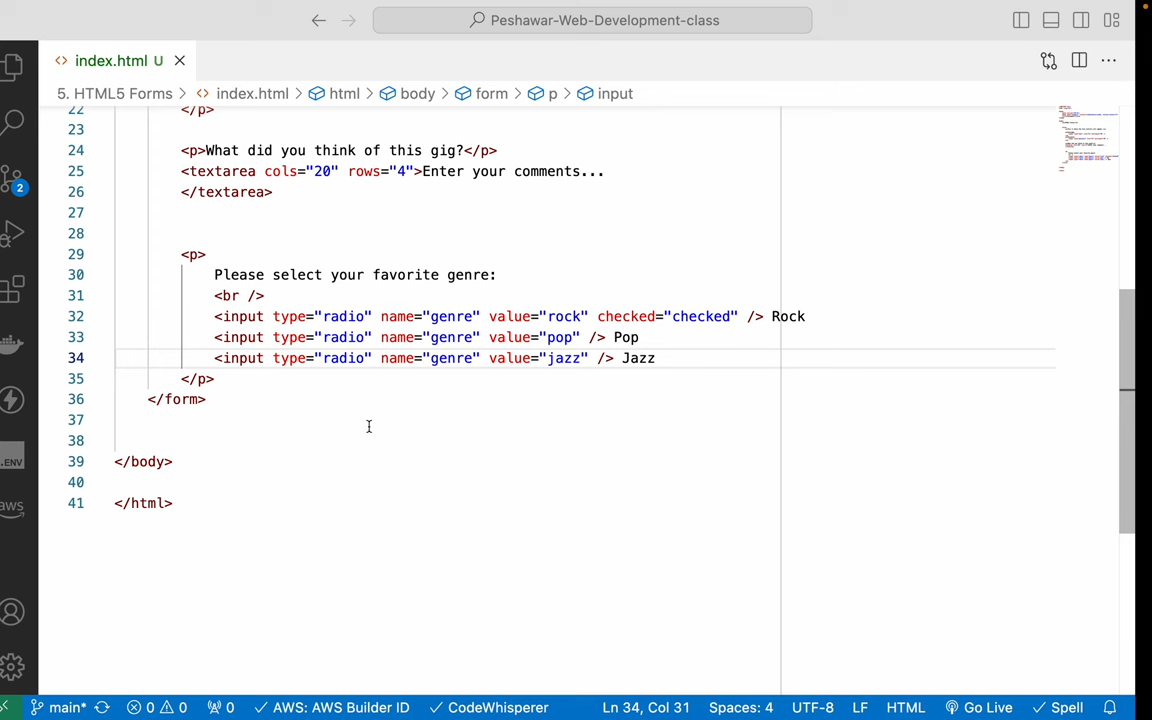 Peshawar-Web-Development-class
index.html U
5. HTML5 Forms > index.html > html > body > form > p > input
22 </p>
23
24 <p>What did you think of this gig?</p>
25 <textarea cols="20" rows="4">Enter your comments...
26 </textarea>
27
28
29 <p>
30 Please select your favorite genre:
31 <br />
32 <input type="radio" name="genre" value="rock" checked="checked" /> Rock
33 <input type="radio" name="genre" value="pop" /> Pop
34 <input type="radio" name="genre" value="jazz" /> Jazz
35 </p>
36 </form>
37
38
39 </body>
40
41 </html>
2
.ENV
aws
main* 0 0 0 AWS: AWS Builder ID CodeWhisperer Ln 34, Col 31 Spaces: 4 UTF-8 LF HTML Go Live Spell